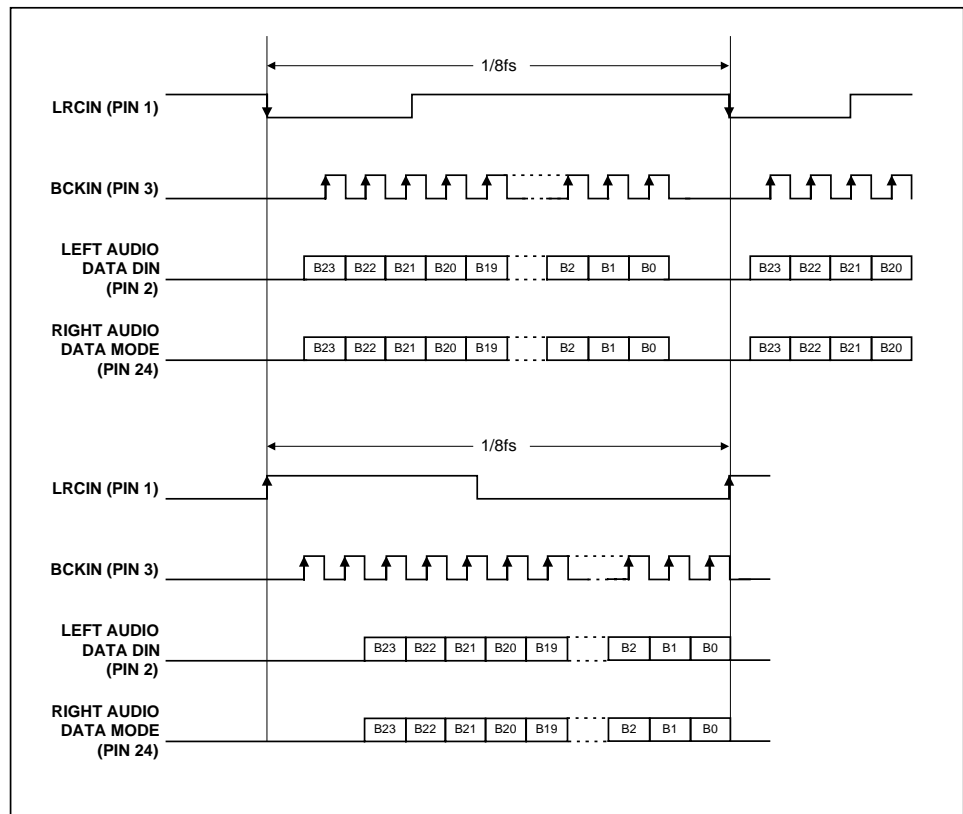 1/8fs
LRCIN (PIN 1)
BCKIN (PIN 3)
LEFT AUDIO
DATA DIN
(PIN 2)
B23 B22 B21 B20 B19 B2 B1 B0 B23 B22 B21 B20
RIGHT AUDIO
DATA MODE
(PIN 24)
B23 B22 B21 B20 B19 B2 B1 B0 B23 B22 B21 B20
1/8fs
LRCIN (PIN 1)
BCKIN (PIN 3)
LEFT AUDIO
DATA DIN
(PIN 2)
B23 B22 B21 B20 B19 B2 B1 B0
RIGHT AUDIO
DATA MODE
(PIN 24)
B23 B22 B21 B20 B19 B2 B1 B0